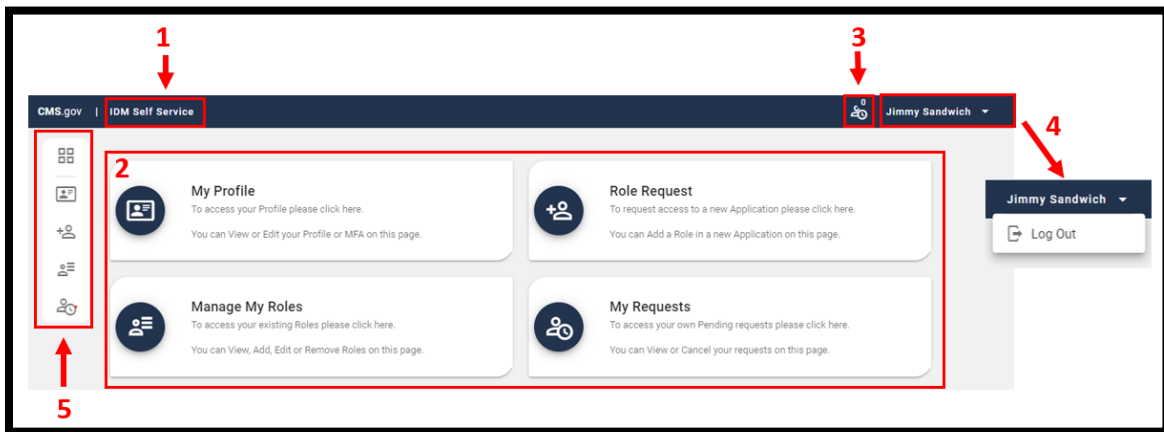 1
3
CMS.gov | IDM Self Service
0
Jimmy Sandwich
4
2
My Profile
To access your Profile please click here.
You can View or Edit your Profile or MFA on this page.
Role Request
To request access to a new Application please click here.
You can Add a Role in a new Application on this page.
Jimmy Sandwich
Log Out
Manage My Roles
To access your existing Roles please click here.
You can View, Add, Edit or Remove Roles on this page.
My Requests
To access your own Pending requests please click here.
You can View or Cancel your requests on this page.
5